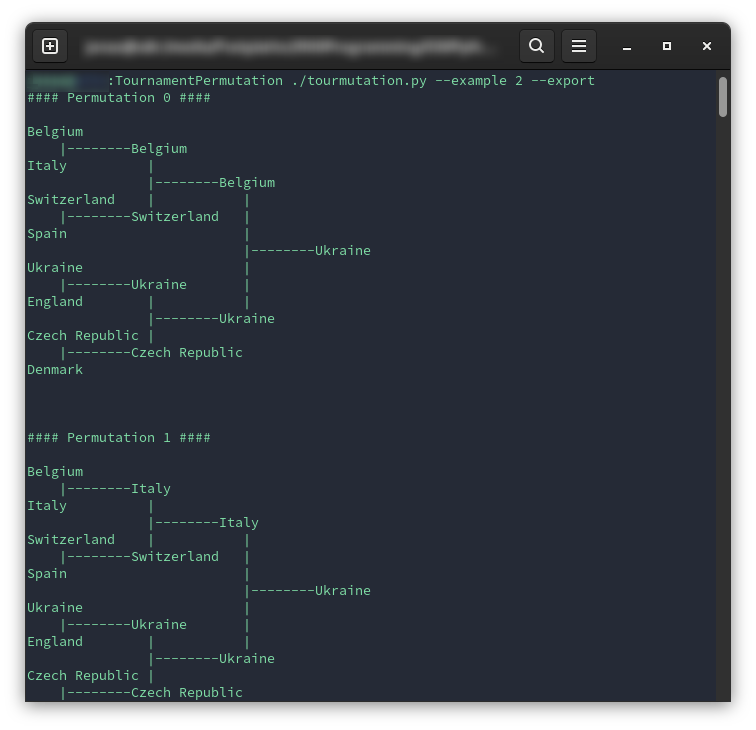 :TournamentPermutation ./tourmutation.py --example 2 --export
#### Permutation 0 ####
Belgium
    |--------Belgium
Italy          |
               |--------Belgium
Switzerland    |           |
    |--------Switzerland   |
Spain                      |
                           |--------Ukraine
Ukraine                    |
    |--------Ukraine       |
England        |           |
               |--------Ukraine
Czech Republic |
    |--------Czech Republic
Denmark
#### Permutation 1 ####
Belgium
    |--------Italy
Italy          |
               |--------Italy
Switzerland    |           |
    |--------Switzerland   |
Spain                      |
                           |--------Ukraine
Ukraine                    |
    |--------Ukraine       |
England        |           |
               |--------Ukraine
Czech Republic |
    |--------Czech Republic